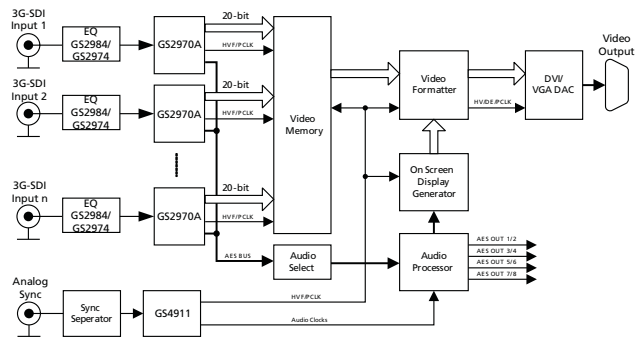 3G-SDI
Input 1
EQ
GS2984/
GS2974
GS2970A
20-bit
HVF/PCLK
3G-SDI
Input 2
EQ
GS2984/
GS2974
GS2970A
20-bit
HVF/PCLK
3G-SDI
Input n
EQ
GS2984/
GS2974
GS2970A
20-bit
HVF/PCLK
Video
Memory
Video
Formatter
HV/DE/PCLK
DVI/
VGA DAC
Video
Output
On Screen
Display
Generator
AES BUS
Audio
Select
Audio
Processor
AES OUT 1/2
AES OUT 3/4
AES OUT 5/6
AES OUT 7/8
Analog
Sync
Sync
Seperator
GS4911
HVF/PCLK
Audio Clocks